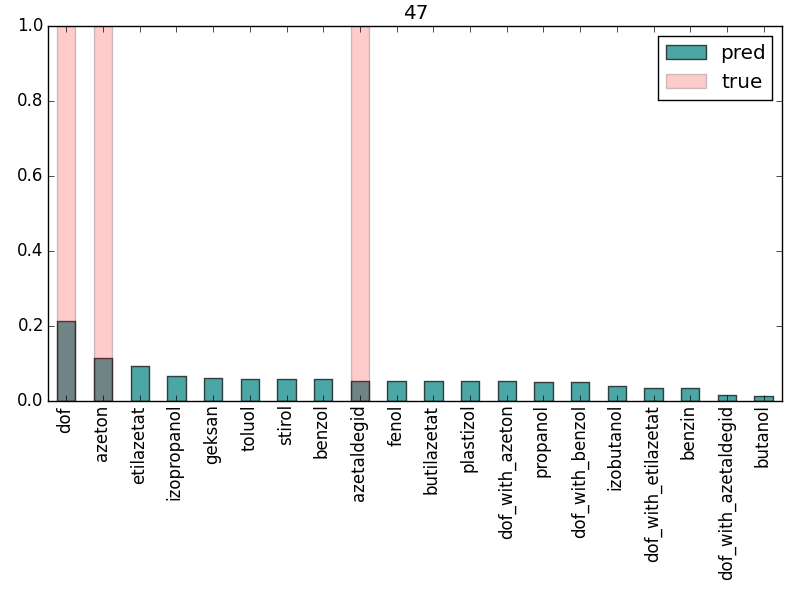 47
1.0
0.8
0.6
0.4
0.2
0.0
pred
true
dof
azeton
etilazetat
izopropanol
geksan
toluol
stirol
benzol
azetaldegid
fenol
butilazetat
plastizol
dof_with_azeton
propanol
dof_with_benzol
izobutanol
dof_with_etilazetat
benzin
dof_with_azetaldegid
butanol